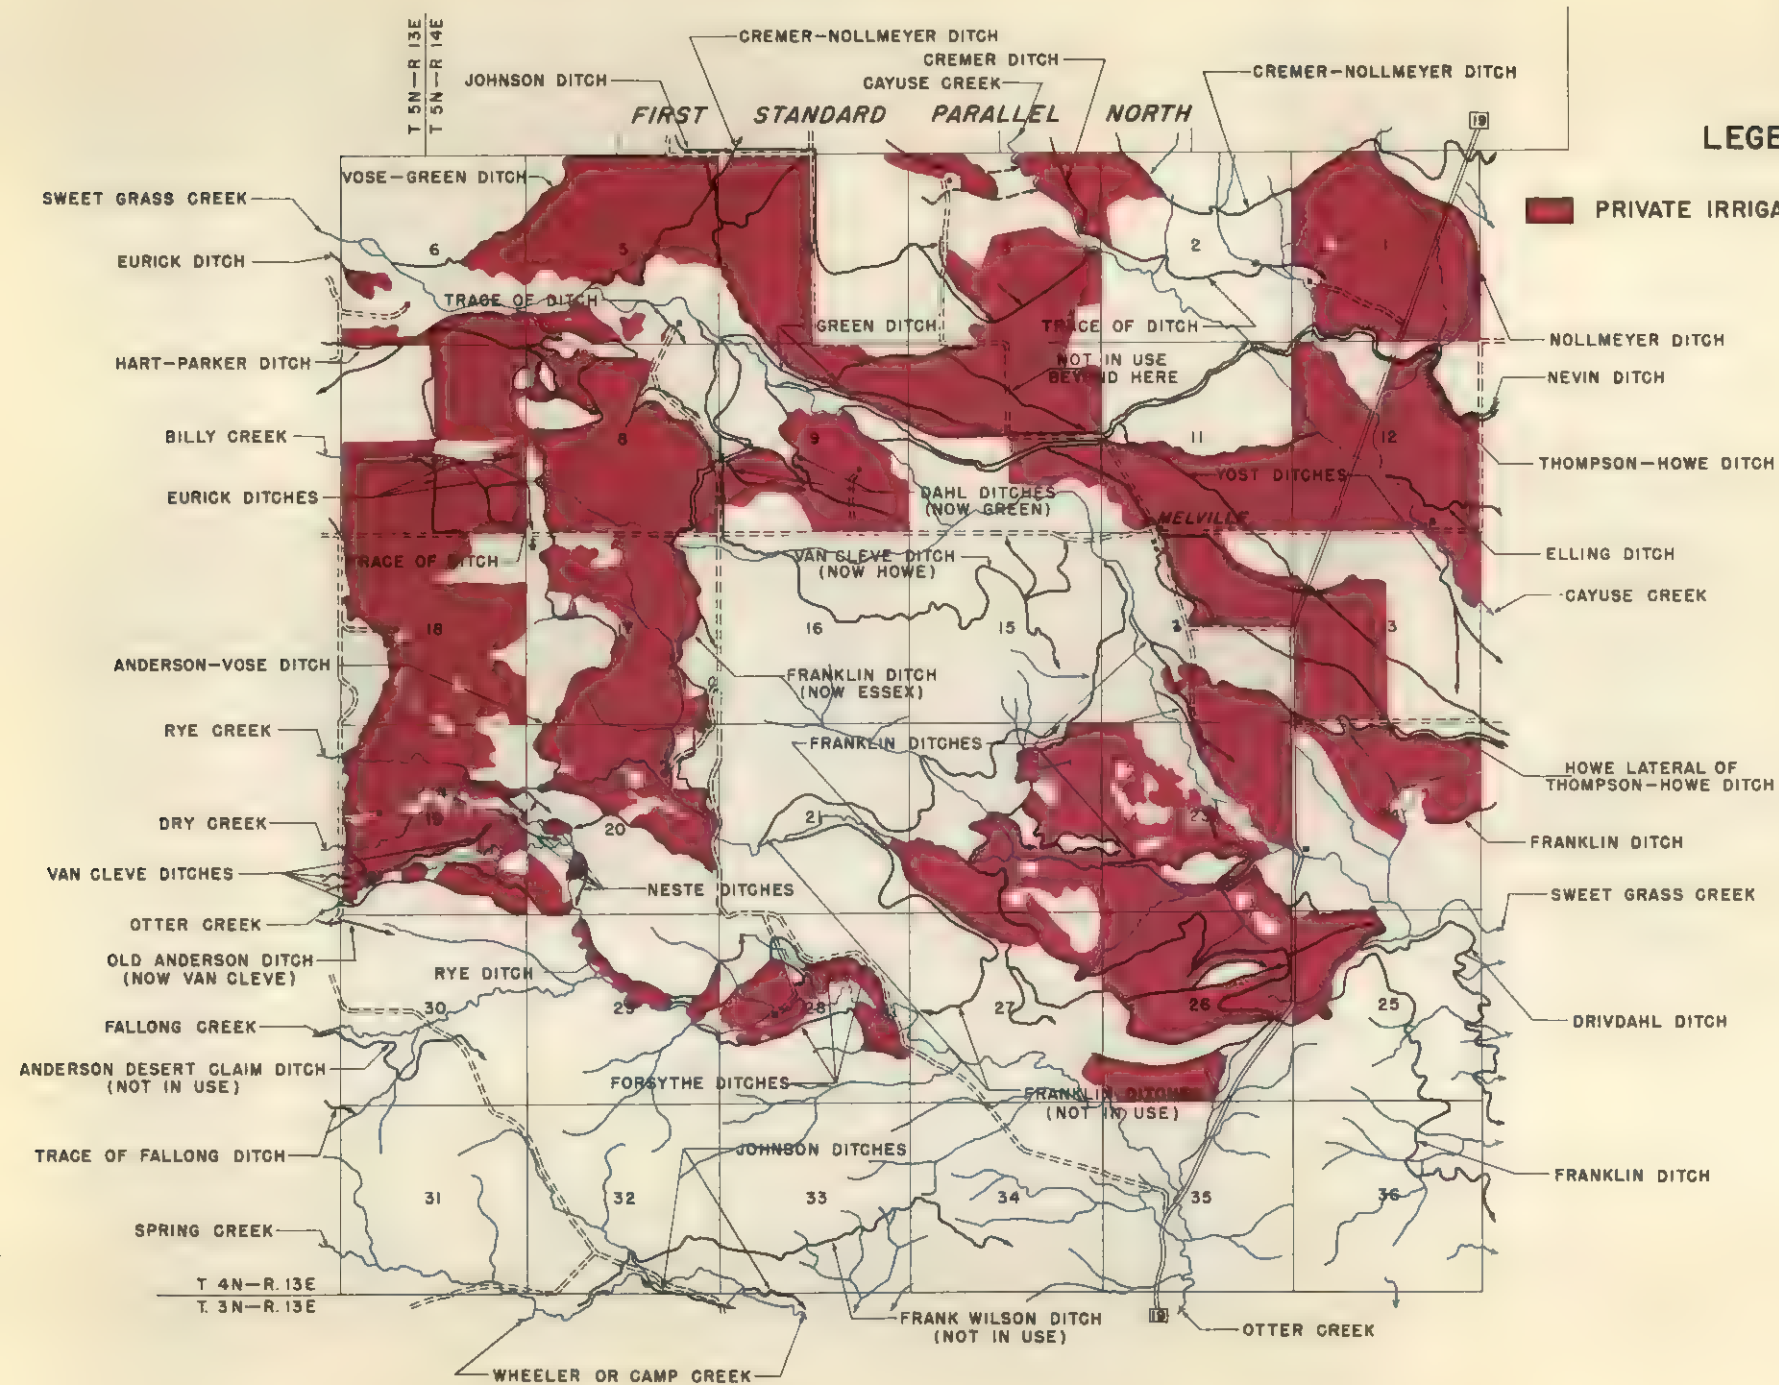 T 5N-R 13E
T 5N-R 14E
CREMER-NOLLMEYER DITCH
CREMER DITCH
JOHNSON DITCH
CAYUSE CREEK
CREMER-NOLLMEYER DITCH
FIRST STANDARD PARALLEL NORTH
19
LEGE
PRIVATE IRRIGA
VOSE-GREEN DITCH
SWEET GRASS CREEK
6
5
2
1
EURICK DITCH
TRACE OF DITCH
GREEN DITCH
TRACE OF DITCH
NOLLMEYER DITCH
HART-PARKER DITCH
NOT IN USE
BEYOND HERE
NEVIN DITCH
BILLY CREEK
8
9
11
12
THOMPSON-HOWE DITCH
EURICK DITCHES
DAHL DITCHES
(NOW GREEN)
YOST DITCHES
MELVILLE
TRACE OF DITCH
VAN CLEVE DITCH
(NOW HOWE)
ELLING DITCH
CAYUSE CREEK
18
17
16
15
3
ANDERSON-VOSE DITCH
FRANKLIN DITCH
(NOW ESSEX)
RYE CREEK
FRANKLIN DITCHES
HOWE LATERAL OF
THOMPSON-HOWE DITCH
DRY CREEK
19
20
21
23
FRANKLIN DITCH
VAN CLEVE DITCHES
NESTE DITCHES
SWEET GRASS CREEK
OTTER CREEK
OLD ANDERSON DITCH
(NOW VAN CLEVE)
RYE DITCH
30
29
28
27
26
25
FALLONG CREEK
DRIVDAHL DITCH
ANDERSON DESERT CLAIM DITCH
(NOT IN USE)
FORSYTHE DITCHES
FRANKLIN DITCHES
(NOT IN USE)
TRACE OF FALLONG DITCH
JOHNSON DITCHES
FRANKLIN DITCH
31
32
33
34
35
36
SPRING CREEK
T 4N-R. 13E
T. 3N-R. 13E
FRANK WILSON DITCH
(NOT IN USE)
19
OTTER CREEK
WHEELER OR CAMP CREEK